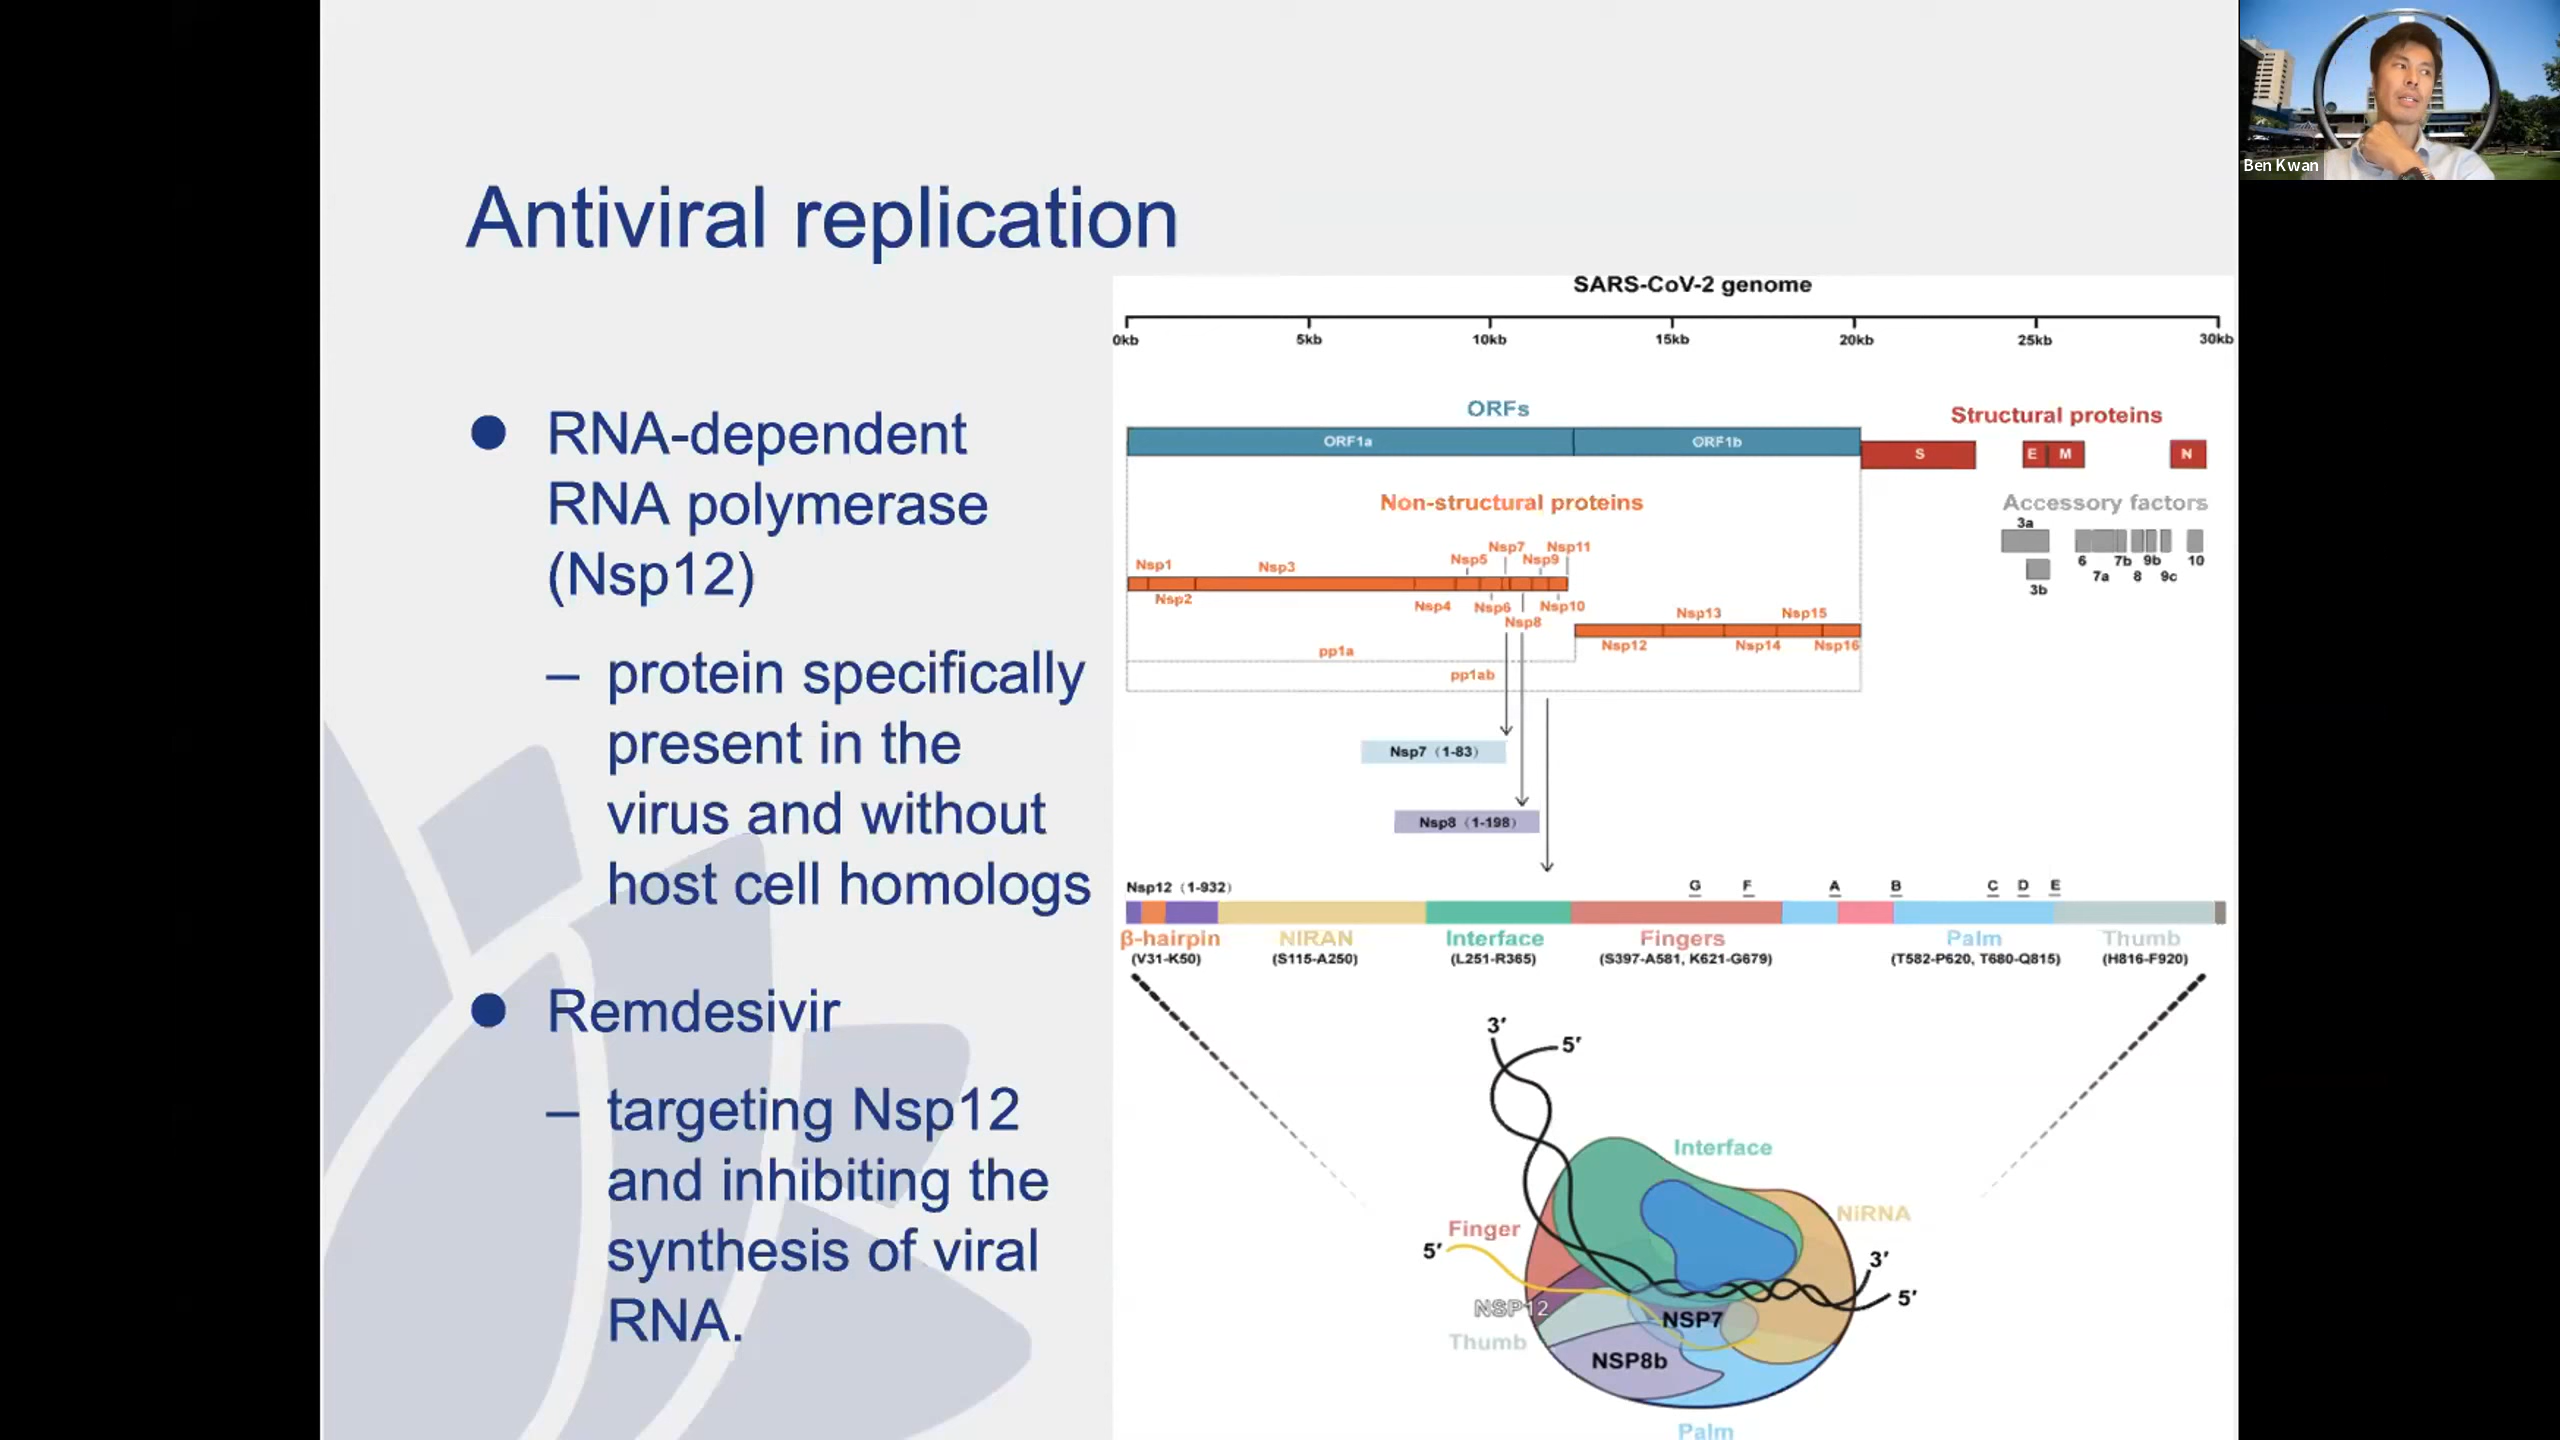 Ben Kwan
Antiviral replication
● RNA-dependent
RNA polymerase
(Nsp12)
– protein specifically
present in the
virus and without
host cell homologs
● Remdesivir
– targeting Nsp12
and inhibiting the
synthesis of viral
RNA.
SARS-CoV-2 genome
0kb 5kb 10kb 15kb 20kb 25kb 30kb
ORFs
Structural proteins
ORF1a ORF1b
S E M N
Non-structural proteins
Accessory factors
3a
6 7b 9b 10
7a 8 9c
3b
Nsp7 Nsp11
Nsp5 Nsp9
Nsp1 Nsp3
Nsp2 Nsp4 Nsp6 Nsp10
Nsp8
Nsp13 Nsp15
Nsp12 Nsp14 Nsp16
pp1a
pp1ab
Nsp7 (1-83)
Nsp8 (1-198)
Nsp12 (1-932) G F A B C D E
β-hairpin NIRAN Interface Fingers Palm Thumb
(V31-K50) (S115-A250) (L251-R365) (S397-A581, K621-G679) (T582-P620, T680-Q815) (H816-F920)
3′
5′
Interface
NiRNA
Finger
5′
3′
5′
NSP12
NSP7
Thumb
NSP8b
Palm